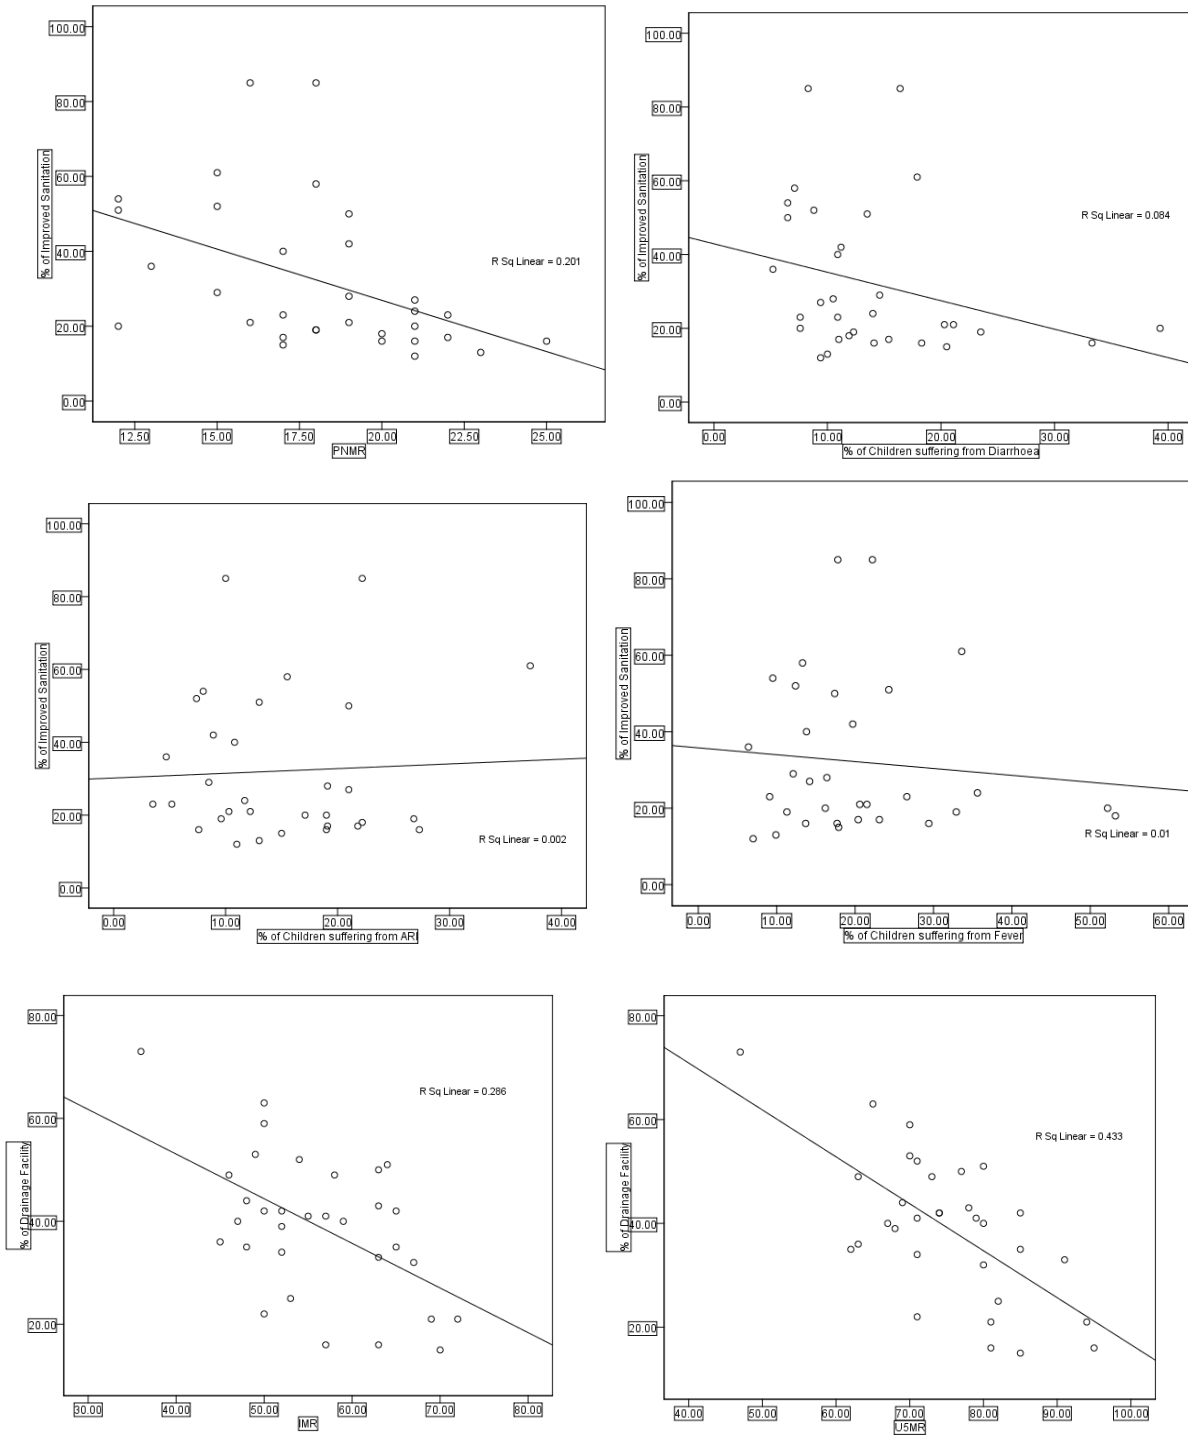 100.00
80.00
60.00
40.00
20.00
0.00
% of Improved Sanitation
R Sq Linear = 0.201
12.50 15.00 17.50 20.00 22.50 25.00
PNMR
100.00
80.00
60.00
40.00
20.00
0.00
% of Improved Sanitation
R Sq Linear = 0.084
0.00 10.00 20.00 30.00 40.00
% of Children suffering from Diarrhoea
100.00
80.00
60.00
40.00
20.00
0.00
% of Improved Sanitation
R Sq Linear = 0.002
0.00 10.00 20.00 30.00 40.00
% of Children suffering from ARI
100.00
80.00
60.00
40.00
20.00
0.00
% of Improved Sanitation
R Sq Linear = 0.01
0.00 10.00 20.00 30.00 40.00 50.00 60.00
% of Children suffering from Fever
80.00
60.00
40.00
20.00
% of Drainage Facility
R Sq Linear = 0.286
30.00 40.00 50.00 60.00 70.00 80.00
IMR
80.00
60.00
40.00
20.00
% of Drainage Facility
R Sq Linear = 0.433
40.00 50.00 60.00 70.00 80.00 90.00 100.00
U5MR